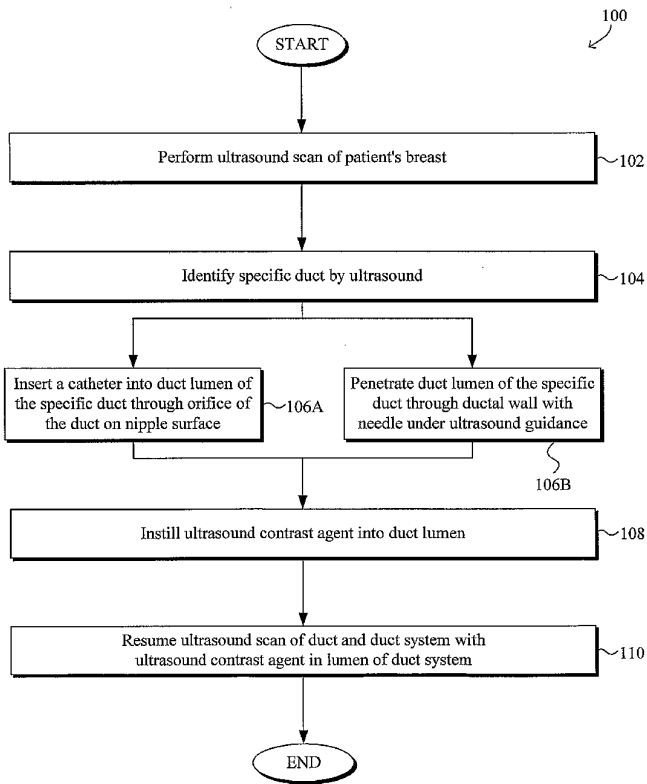 100
START
Perform ultrasound scan of patient's breast
102
Identify specific duct by ultrasound
104
Insert a catheter into duct lumen of
the specific duct through orifice of
the duct on nipple surface
106A
Penetrate duct lumen of the specific
duct through ductal wall with
needle under ultrasound guidance
106B
Instill ultrasound contrast agent into duct lumen
108
Resume ultrasound scan of duct and duct system with
ultrasound contrast agent in lumen of duct system
110
END